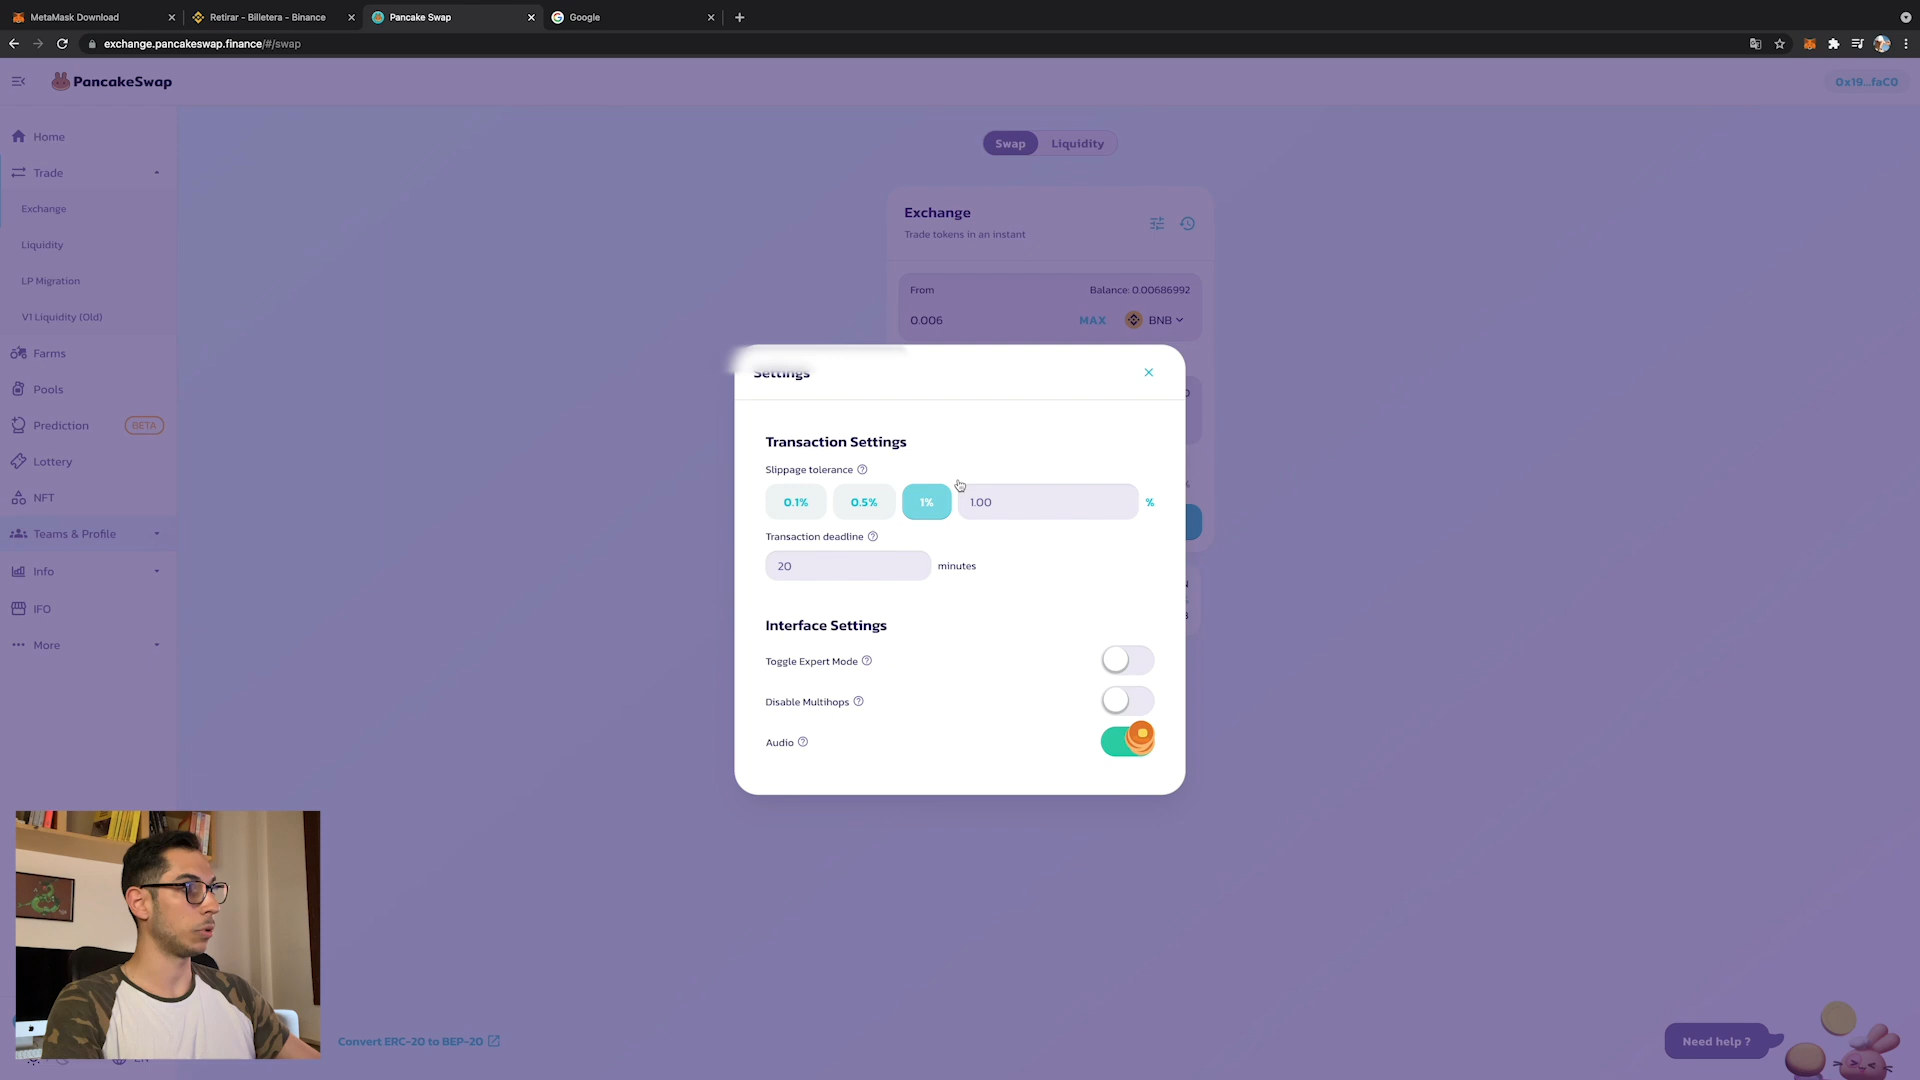 MetaMask Download
Retirar - Billetera - Binance
Pancake Swap
Google
exchange.pancakeswap.finance/#/swap
PancakeSwap
0x19...faC0
Home
Trade
Exchange
Liquidity
LP Migration
V1 Liquidity (Old)
Farms
Pools
Prediction
BETA
Lottery
NFT
Teams & Profile
Info
IFO
More
Swap
Liquidity
Exchange
Trade tokens in an instant
From
Balance: 0.00686992
0.006
MAX
BNB
Settings
Transaction Settings
Slippage tolerance
0.1%
0.5%
1%
1.00
%
Transaction deadline
20
minutes
Interface Settings
Toggle Expert Mode
Disable Multihops
Audio
Convert ERC-20 to BEP-20
Need help ?